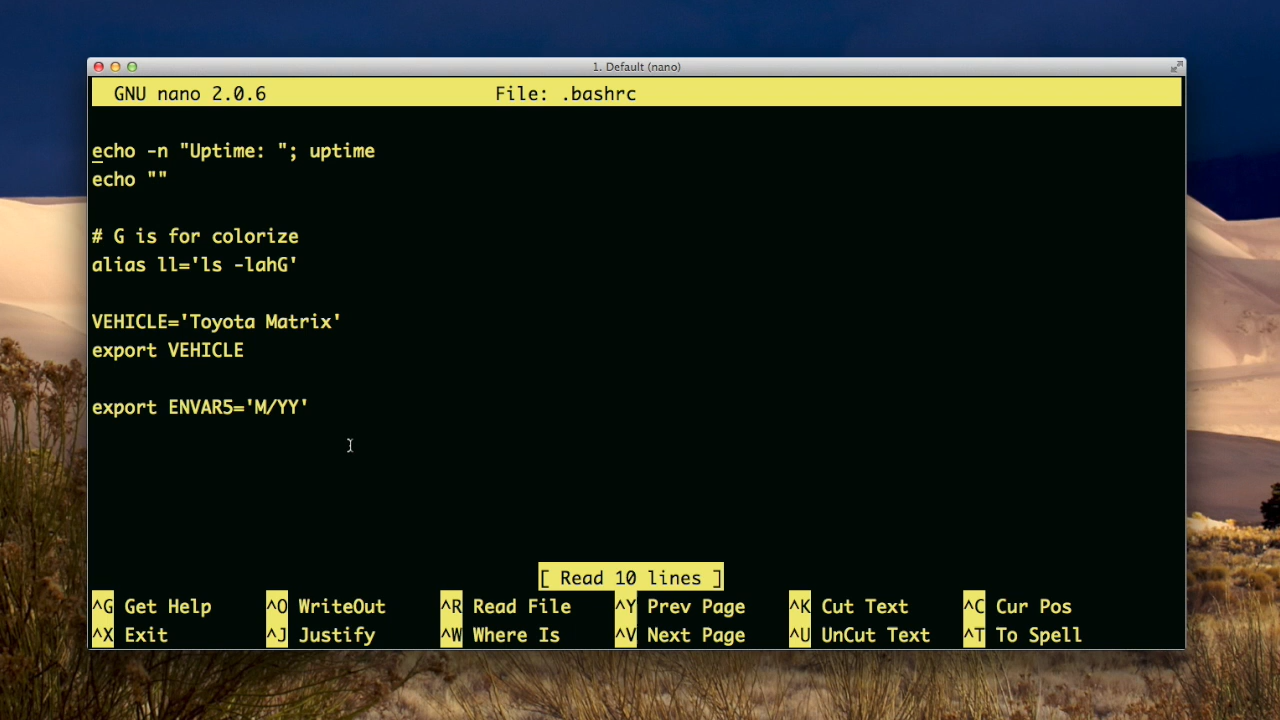 1. Default (nano)
GNU nano 2.0.6 File: .bashrc
echo -n "Uptime: "; uptime
echo ""
# G is for colorize
alias ll='ls -lahG'
VEHICLE='Toyota Matrix'
export VEHICLE
export ENVAR5='M/YY'
[ Read 10 lines ]
^G Get Help ^O WriteOut ^R Read File ^Y Prev Page ^K Cut Text ^C Cur Pos
^X Exit ^J Justify ^W Where Is ^V Next Page ^U UnCut Text ^T To Spell